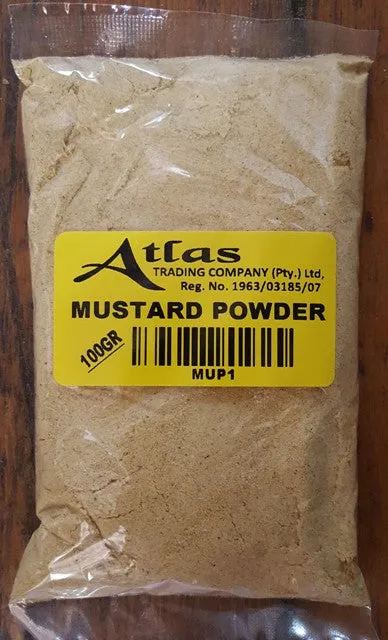 Atlas
TRADING COMPANY (Pty.) Ltd,
Reg. No. 1963/03185/07
MUSTARD POWDER
100GR
MUP1